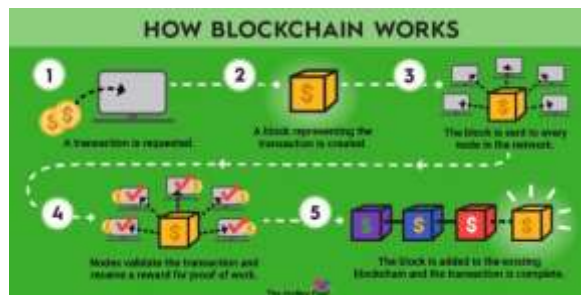 HOW BLOCKCHAIN WORKS
1
2
3
A transaction is requested.
A block representing the
transaction is created.
The block is sent to every
node in the network.
4
5
Nodes validate the transaction and
receive a reward for proof of work.
The block is added to the existing
blockchain and the transaction is complete.